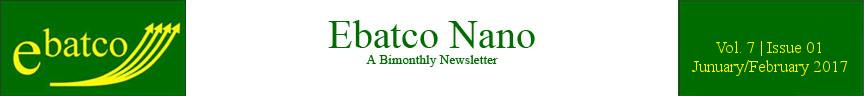 ebatco
Ebatco Nano
A Bimonthly Newsletter
Vol. 7 | Issue 01
Junuary/February 2017